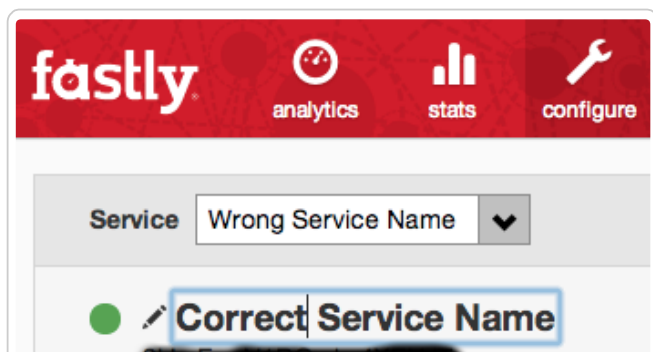 fastly
analytics stats configure
Service Wrong Service Name
Correct Service Name